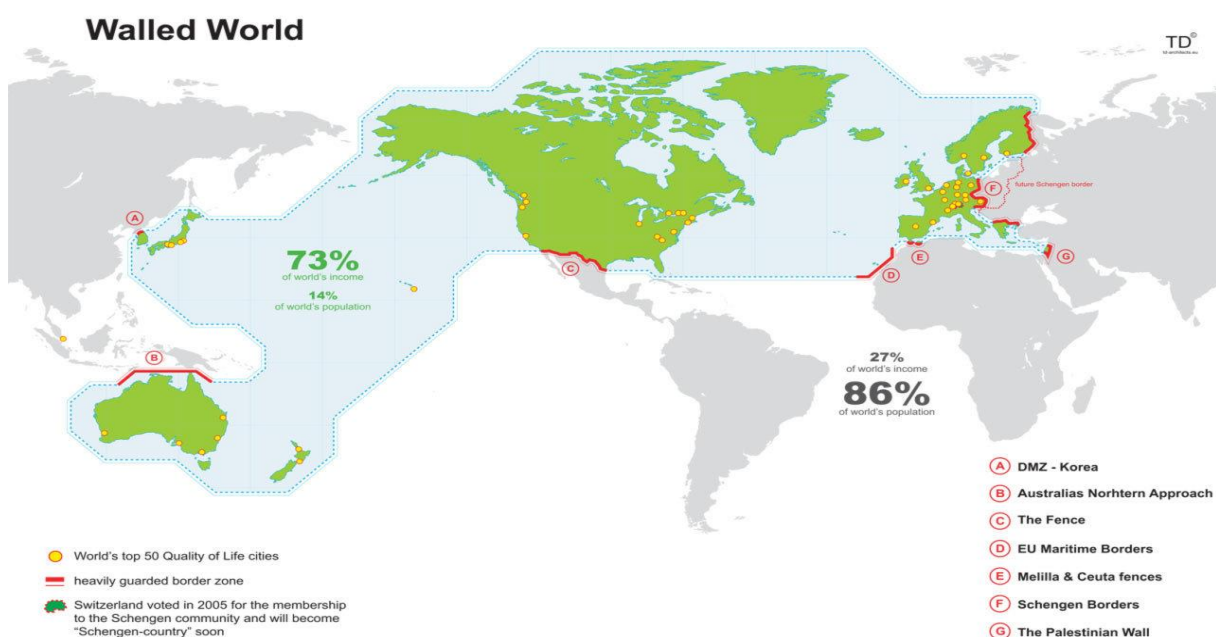 Walled World
TD©
td-architects.eu
A
F
future Schengen border
73%
of world's income
14%
of world's population
C
E
D
G
B
27%
of world's income
86%
of world's population
A DMZ - Korea
B Australias Norhtern Approach
C The Fence
D EU Maritime Borders
E Melilla & Ceuta fences
F Schengen Borders
G The Palestinian Wall
World's top 50 Quality of Life cities
heavily guarded border zone
Switzerland voted in 2005 for the membership
to the Schengen community and will become
"Schengen-country" soon